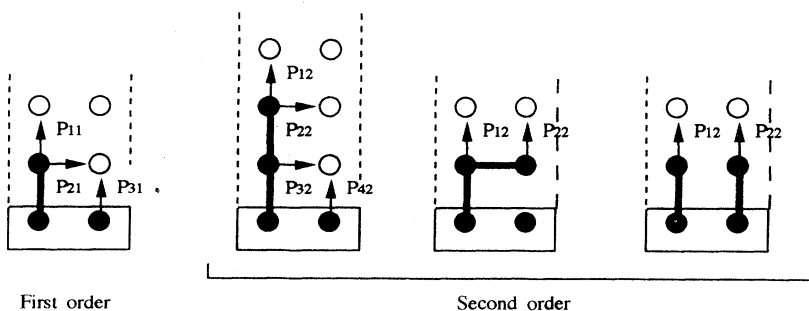 P12
P11
P22
P12
P22
P12
P22
P21
P31
P32
P42
First order
Second order